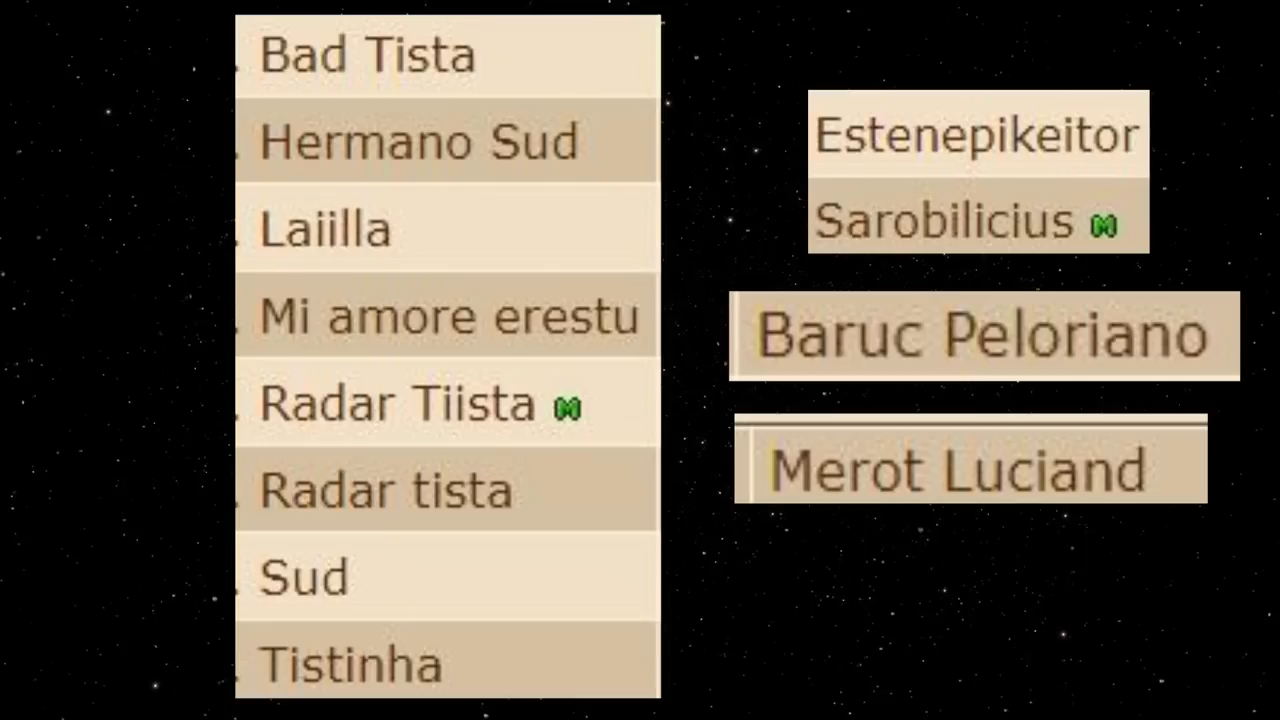 . Bad Tista
. Hermano Sud
. Laiilla
. Mi amore erestu
. Radar Tiista
. Radar tista
. Sud
. Tistinha
Estenepikeitor
Sarobilicius
Baruc Peloriano
Merot Luciand